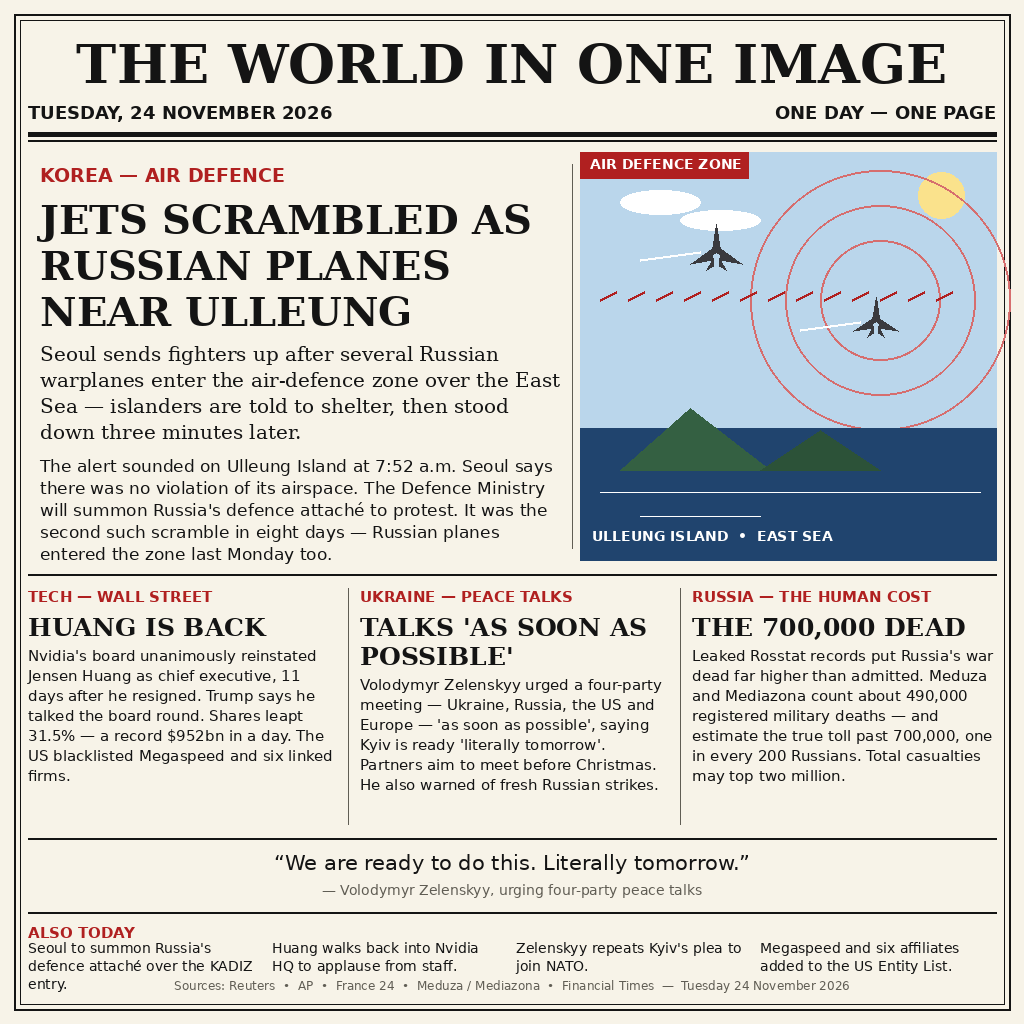 THE WORLD IN ONE IMAGE
TUESDAY, 24 NOVEMBER 2026
ONE DAY — ONE PAGE
KOREA — AIR DEFENCE
JETS SCRAMBLED AS
RUSSIAN PLANES
NEAR ULLEUNG
Seoul sends fighters up after several Russian
warplanes enter the air-defence zone over the East
Sea — islanders are told to shelter, then stood
down three minutes later.
The alert sounded on Ulleung Island at 7:52 a.m. Seoul says
there was no violation of its airspace. The Defence Ministry
will summon Russia's defence attaché to protest. It was the
second such scramble in eight days — Russian planes
entered the zone last Monday too.
AIR DEFENCE ZONE
ULLEUNG ISLAND • EAST SEA
TECH — WALL STREET
HUANG IS BACK
Nvidia's board unanimously reinstated
Jensen Huang as chief executive, 11
days after he resigned. Trump says he
talked the board round. Shares leapt
31.5% — a record $952bn in a day. The
US blacklisted Megaspeed and six linked
firms.
UKRAINE — PEACE TALKS
TALKS 'AS SOON AS
POSSIBLE'
Volodymyr Zelenskyy urged a four-party
meeting — Ukraine, Russia, the US and
Europe — 'as soon as possible', saying
Kyiv is ready 'literally tomorrow'.
Partners aim to meet before Christmas.
He also warned of fresh Russian strikes.
RUSSIA — THE HUMAN COST
THE 700,000 DEAD
Leaked Rosstat records put Russia's war
dead far higher than admitted. Meduza
and Mediazona count about 490,000
registered military deaths — and
estimate the true toll past 700,000, one
in every 200 Russians. Total casualties
may top two million.
“We are ready to do this. Literally tomorrow.”
— Volodymyr Zelenskyy, urging four-party peace talks
ALSO TODAY
Seoul to summon Russia's
defence attaché over the KADIZ
entry.
Huang walks back into Nvidia
HQ to applause from staff.
Zelenskyy repeats Kyiv's plea to
join NATO.
Megaspeed and six affiliates
added to the US Entity List.
Sources: Reuters • AP • France 24 • Meduza / Mediazona • Financial Times — Tuesday 24 November 2026